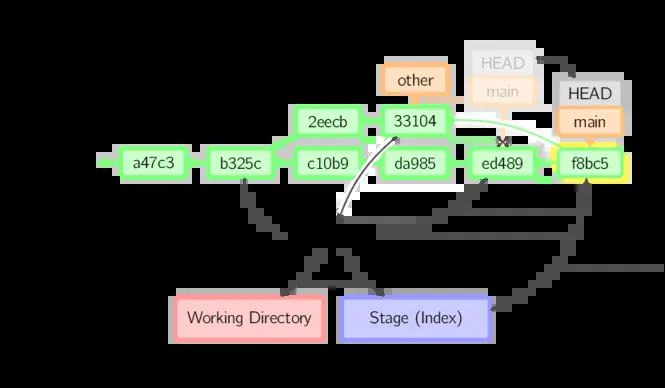 HEAD
main
other
HEAD
main
2eecb
33104
a47c3
b325c
c10b9
da985
ed489
f8bc5
Working Directory
Stage (Index)